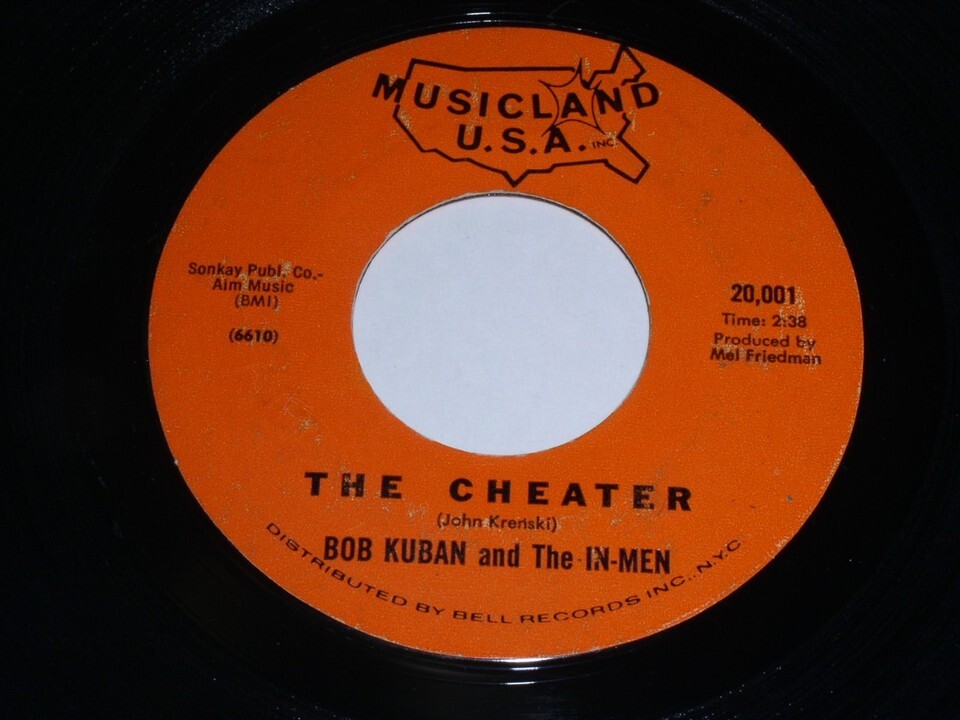 MUSICLAND
U.S.A. INC.
Sonkay Publ. Co.-
Aim Music
(BMI)
(6610)
20,001
Time: 2:38
Produced by
Mel Friedman
THE CHEATER
(John Krenski)
BOB KUBAN and The IN-MEN
DISTRIBUTED BY BELL RECORDS INC., N.Y.C.